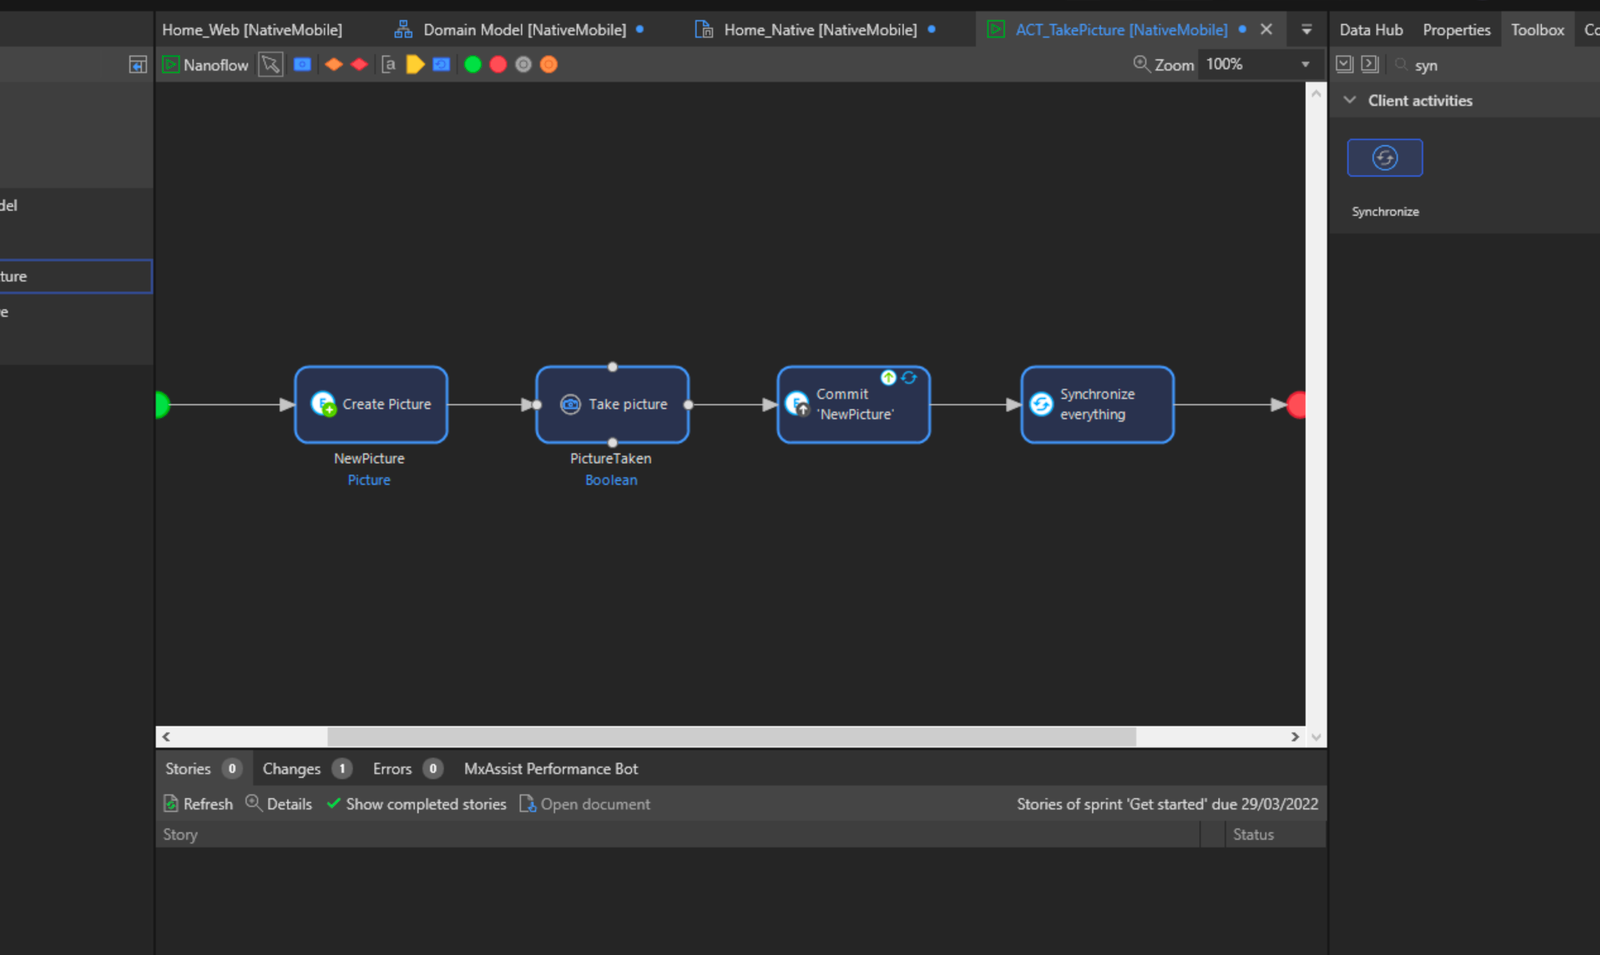 Home_Web [NativeMobile]
Domain Model [NativeMobile]
Home_Native [NativeMobile]
ACT_TakePicture [NativeMobile]
Data Hub
Properties
Toolbox
Co
Nanoflow
Zoom
100%
syn
Client activities
Synchronize
del
ture
e
Create Picture
NewPicture
Picture
Take picture
PictureTaken
Boolean
Commit
'NewPicture'
Synchronize
everything
Stories 0
Changes 1
Errors 0
MxAssist Performance Bot
Refresh
Details
Show completed stories
Open document
Stories of sprint 'Get started' due 29/03/2022
Story
Status